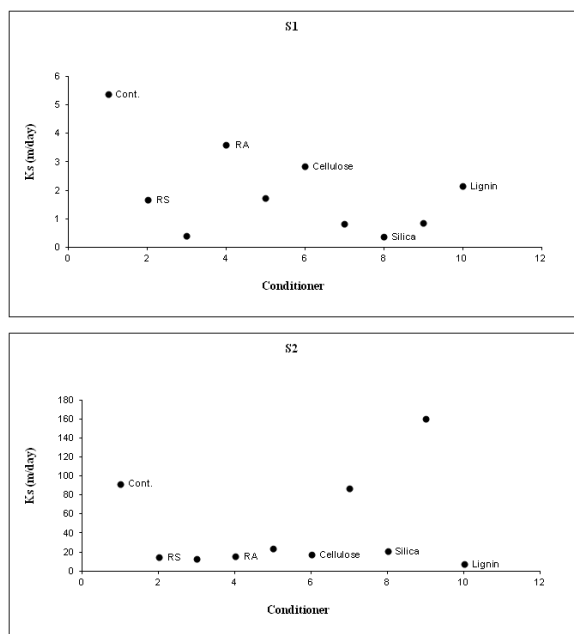 S1
6
5
4
3
2
1
0
Ks (m/day)
Cont.
RS
RA
Cellulose
Silica
Lignin
0 2 4 6 8 10 12
Conditioner
S2
180
160
140
120
100
80
60
40
20
0
Ks (m/day)
Cont.
RS
RA
Cellulose
Silica
Lignin
0 2 4 6 8 10 12
Conditioner